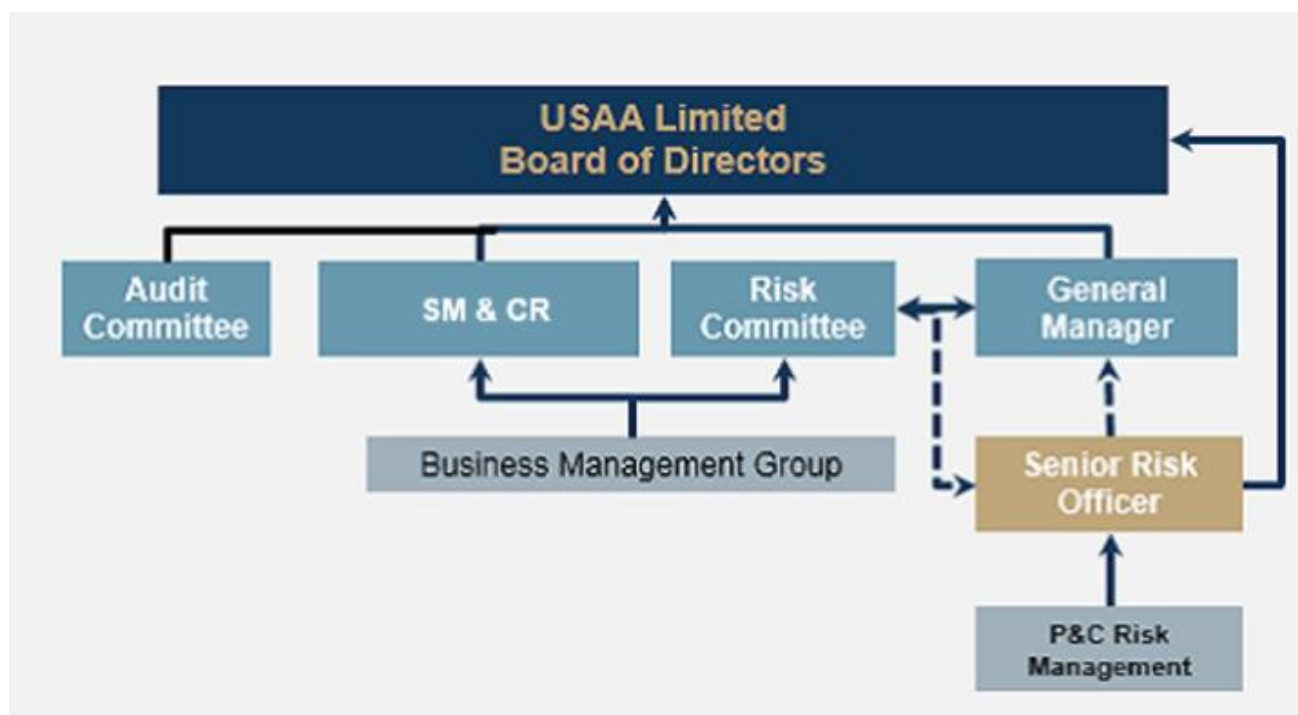 USAA Limited
Board of Directors
Audit
Committee
SM & CR
Risk
Committee
General
Manager
Business Management Group
Senior Risk
Officer
P&C Risk
Management